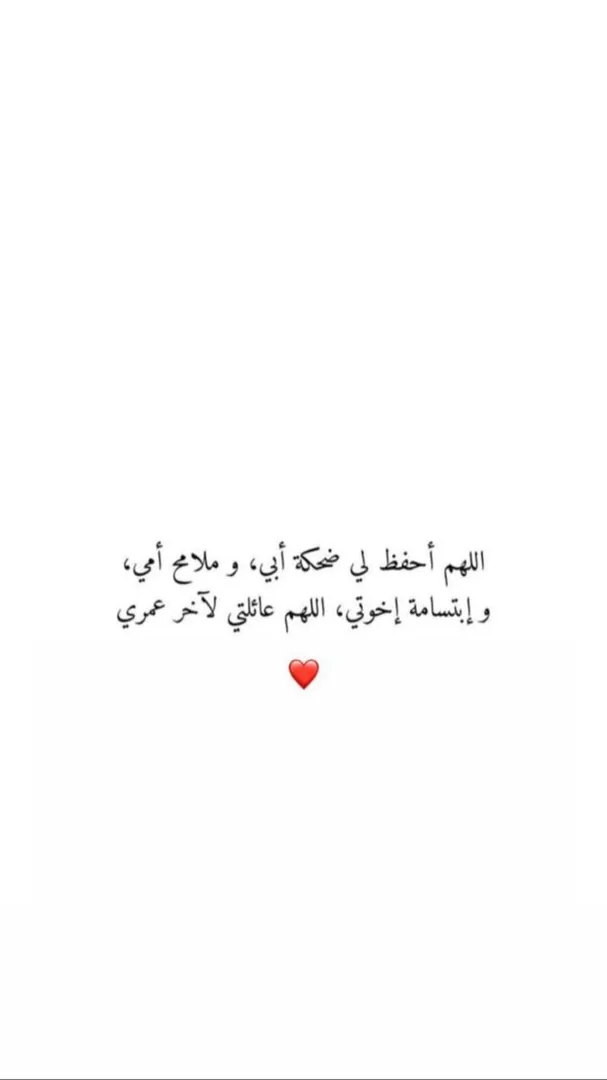 اللهم أحفظ لي ضحكة أبي، و ملامح أمي،
و إبتسامة إخوتي، اللهم عائلتي لآخر عمري
❤️